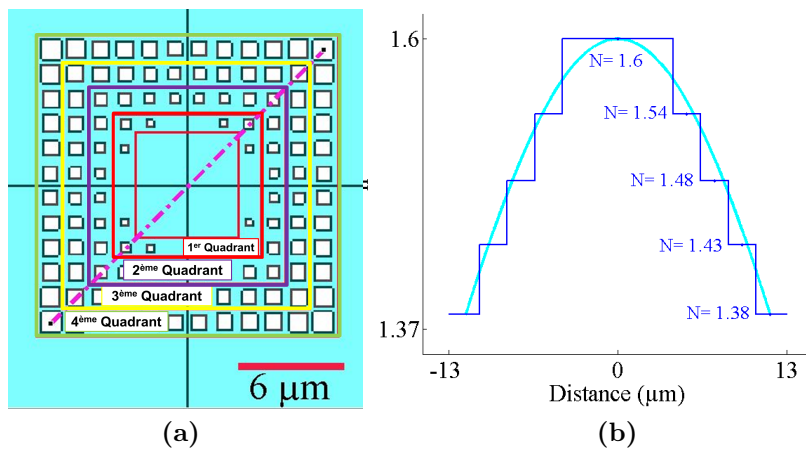 1er Quadrant
2ème Quadrant
3ème Quadrant
4ème Quadrant
6 µm
(a)
1.6
N= 1.6
N= 1.54
N= 1.48
N= 1.43
N= 1.38
1.37
-13
0
13
Distance (µm)
(b)